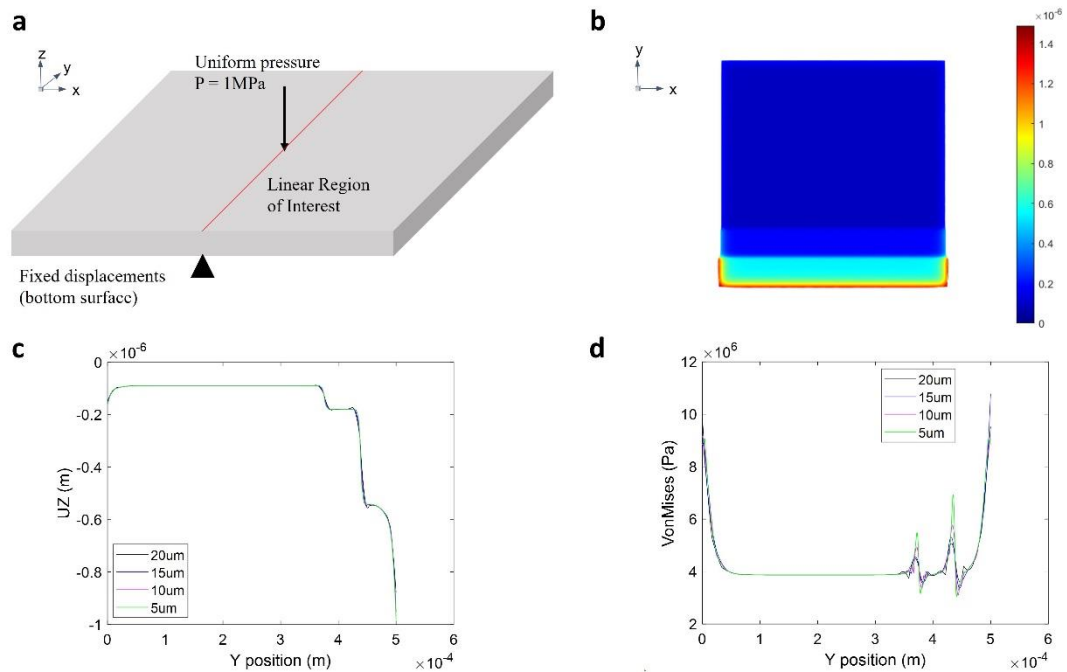 a
z
y
x
Uniform pressure
P = 1MPa
Linear Region
of Interest
Fixed displacements
(bottom surface)
b
y
x
×10⁻⁶
1.4
1.2
1
0.8
0.6
0.4
0.2
0
c
×10⁻⁶
0
-0.2
-0.4
-0.6
-0.8
-1
UZ (m)
20um
15um
10um
5um
0 1 2 3 4 5 6
Y position (m)
×10⁻⁴
d
×10⁶
12
10
8
6
4
2
VonMises (Pa)
20um
15um
10um
5um
0 1 2 3 4 5 6
Y position (m)
×10⁻⁴